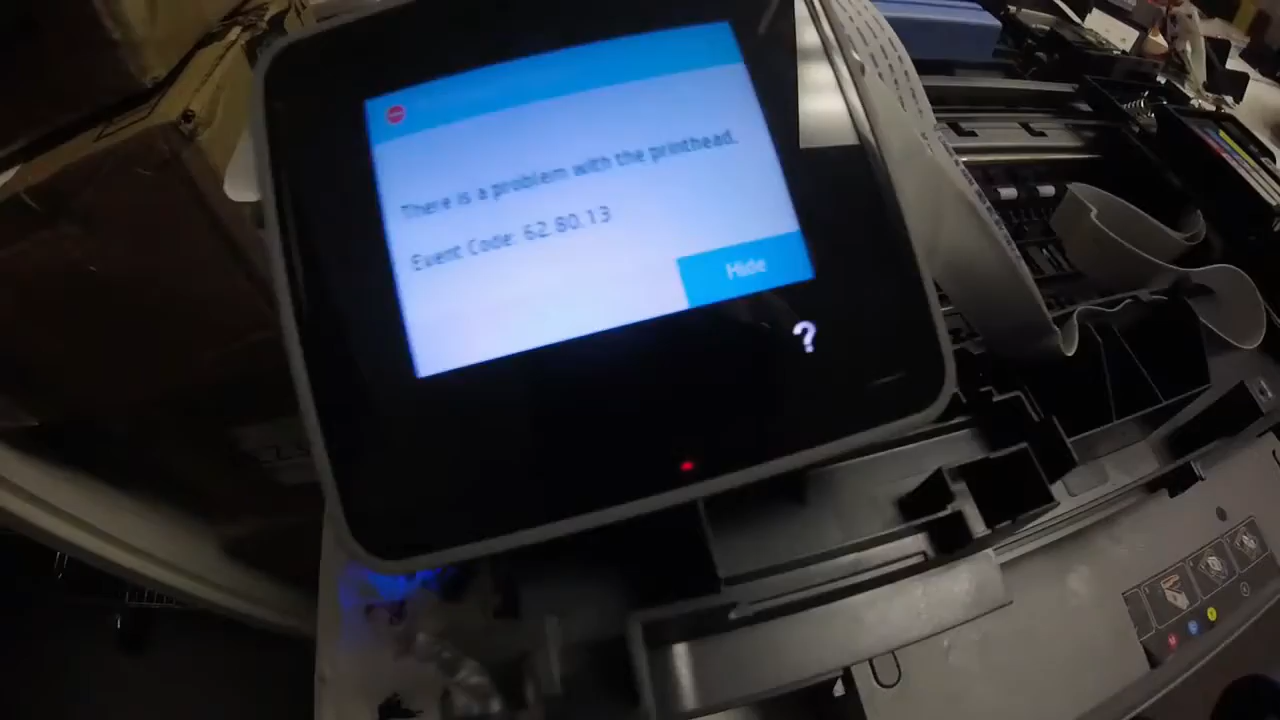 There is a problem with the printhead.
Event Code: 62.80.13
Hide
?